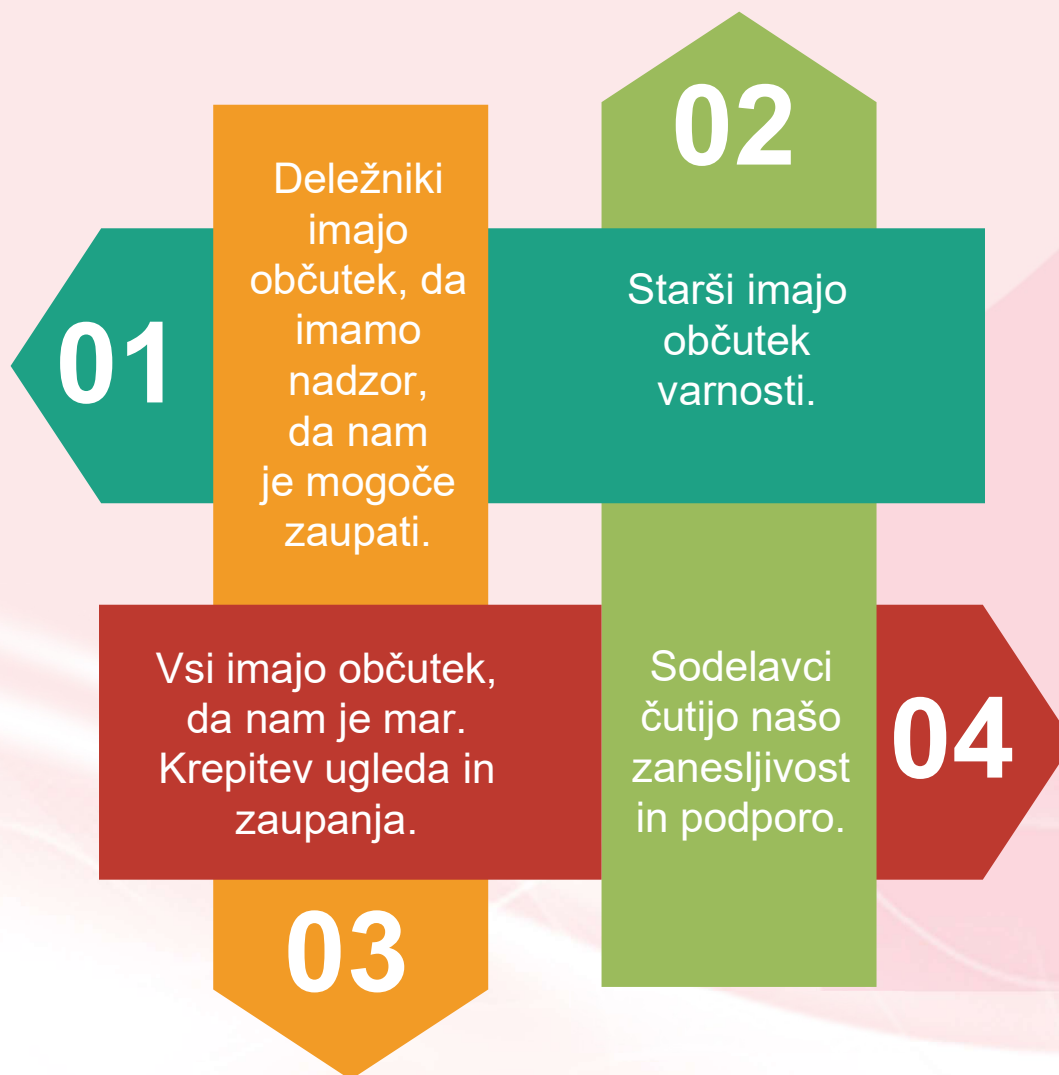 01
Starši imajo
občutek
varnosti.
02
Sodelavci
čutijo našo
zanesljivost
in podporo.
03
Deležniki
imajo
občutek, da
imamo
nadzor,
da nam
je mogoče
zaupati.
04
Vsi imajo občutek,
da nam je mar.
Krepitev ugleda in
zaupanja.